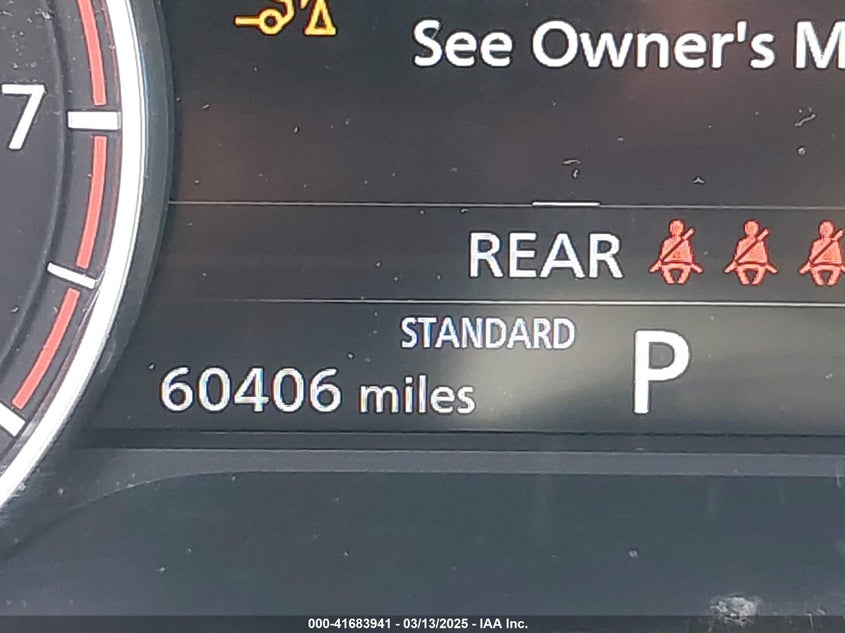 See Owner's M
7
REAR
STANDARD
60406 miles
P
000-41683941 - 03/13/2025 - IAA Inc.